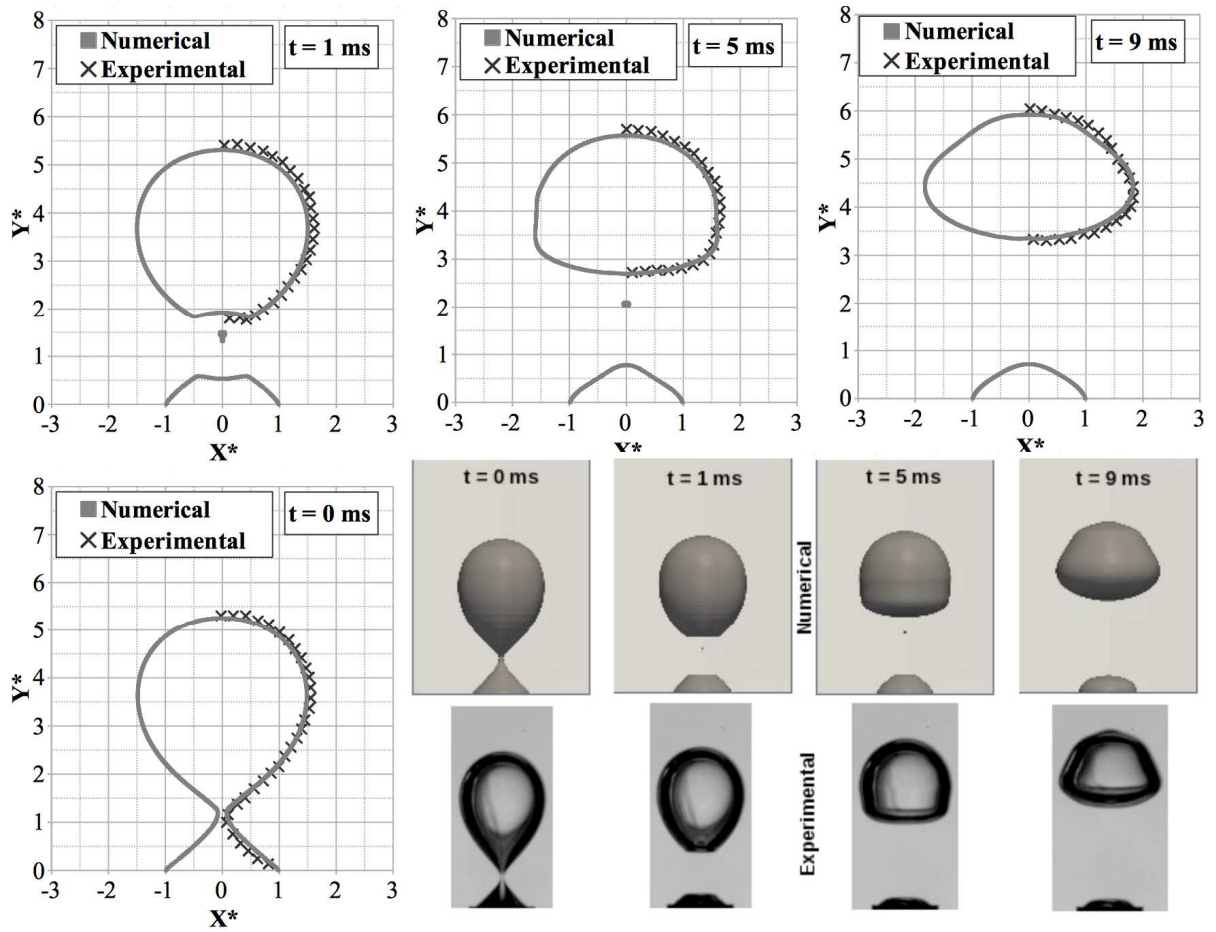 8
7
6
5
4
3
2
1
0
Y*
Numerical
Experimental
t = 1 ms
-3 -2 -1 0 1 2 3
X*
8
7
6
5
4
3
2
1
0
Y*
Numerical
Experimental
t = 5 ms
-3 -2 -1 0 1 2 3
X*
8
7
6
5
4
3
2
1
0
Y*
Numerical
Experimental
t = 9 ms
-3 -2 -1 0 1 2 3
X*
8
7
6
5
4
3
2
1
0
Y*
Numerical
Experimental
t = 0 ms
-3 -2 -1 0 1 2 3
X*
t = 0 ms
t = 1 ms
t = 5 ms
t = 9 ms
Numerical
Experimental